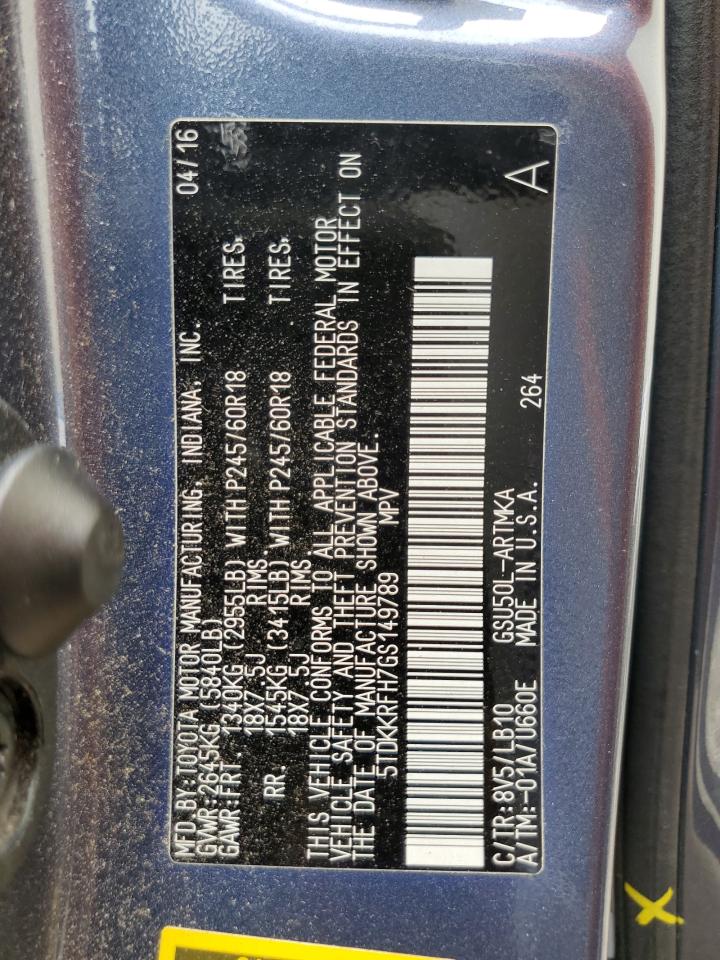 MFD.BY:TOYOTA MOTOR MANUFACTURING, INDIANA, INC. 04/16
GVWR:2645KG (5840LB)
GAWR:FRT. 1340KG (2955LB) WITH P245/60R18 TIRES,
18X7.5J RIMS
RR. 1545KG (3415LB) WITH P245/60R18 TIRES,
18X7.5J RIMS
THIS VEHICLE CONFORMS TO ALL APPLICABLE FEDERAL MOTOR
VEHICLE SAFETY AND THEFT PREVENTION STANDARDS IN EFFECT ON
THE DATE OF MANUFACTURE SHOWN ABOVE.
5TDKKRFH7GS149789 MPV
C/TR:8V5/LB10 GSU50L-ARTMKA
A/TM:-01A/U660E MADE IN U.S.A. 264 A